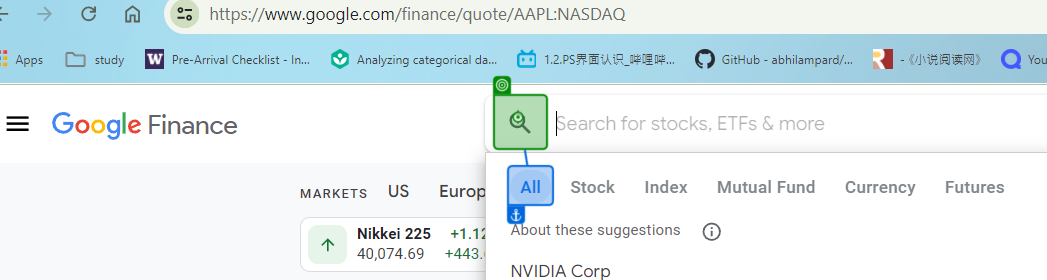 https://www.google.com/finance/quote/AAPL:NASDAQ
Apps study Pre-Arrival Checklist - In... Analyzing categorical da... 1.2.PS界面认识_哔哩哔... GitHub - abhilampard/... -《小说阅读网》 You
Google Finance
Search for stocks, ETFs & more
MARKETS US Europ
All Stock Index Mutual Fund Currency Futures
Nikkei 225 +1.12
40,074.69 +443.
About these suggestions
NVIDIA Corp